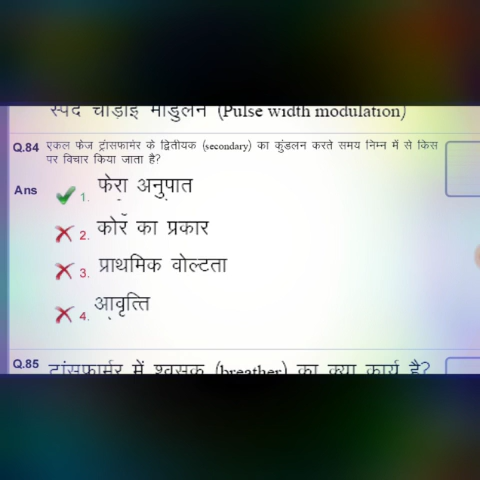 स्पंद चौड़ाई मॉडुलन (Pulse width modulation)
Q.84 एकल फेज ट्रांसफार्मर के द्वितीयक (secondary) का कुंडलन करते समय निम्न में से किस
पर विचार किया जाता है?
Ans 1. फेरा अनुपात
2. कोर का प्रकार
3. प्राथमिक वोल्टता
4. आवृत्ति
Q.85 ट्रांसफार्मर में श्वसक (breather) का क्या कार्य है?